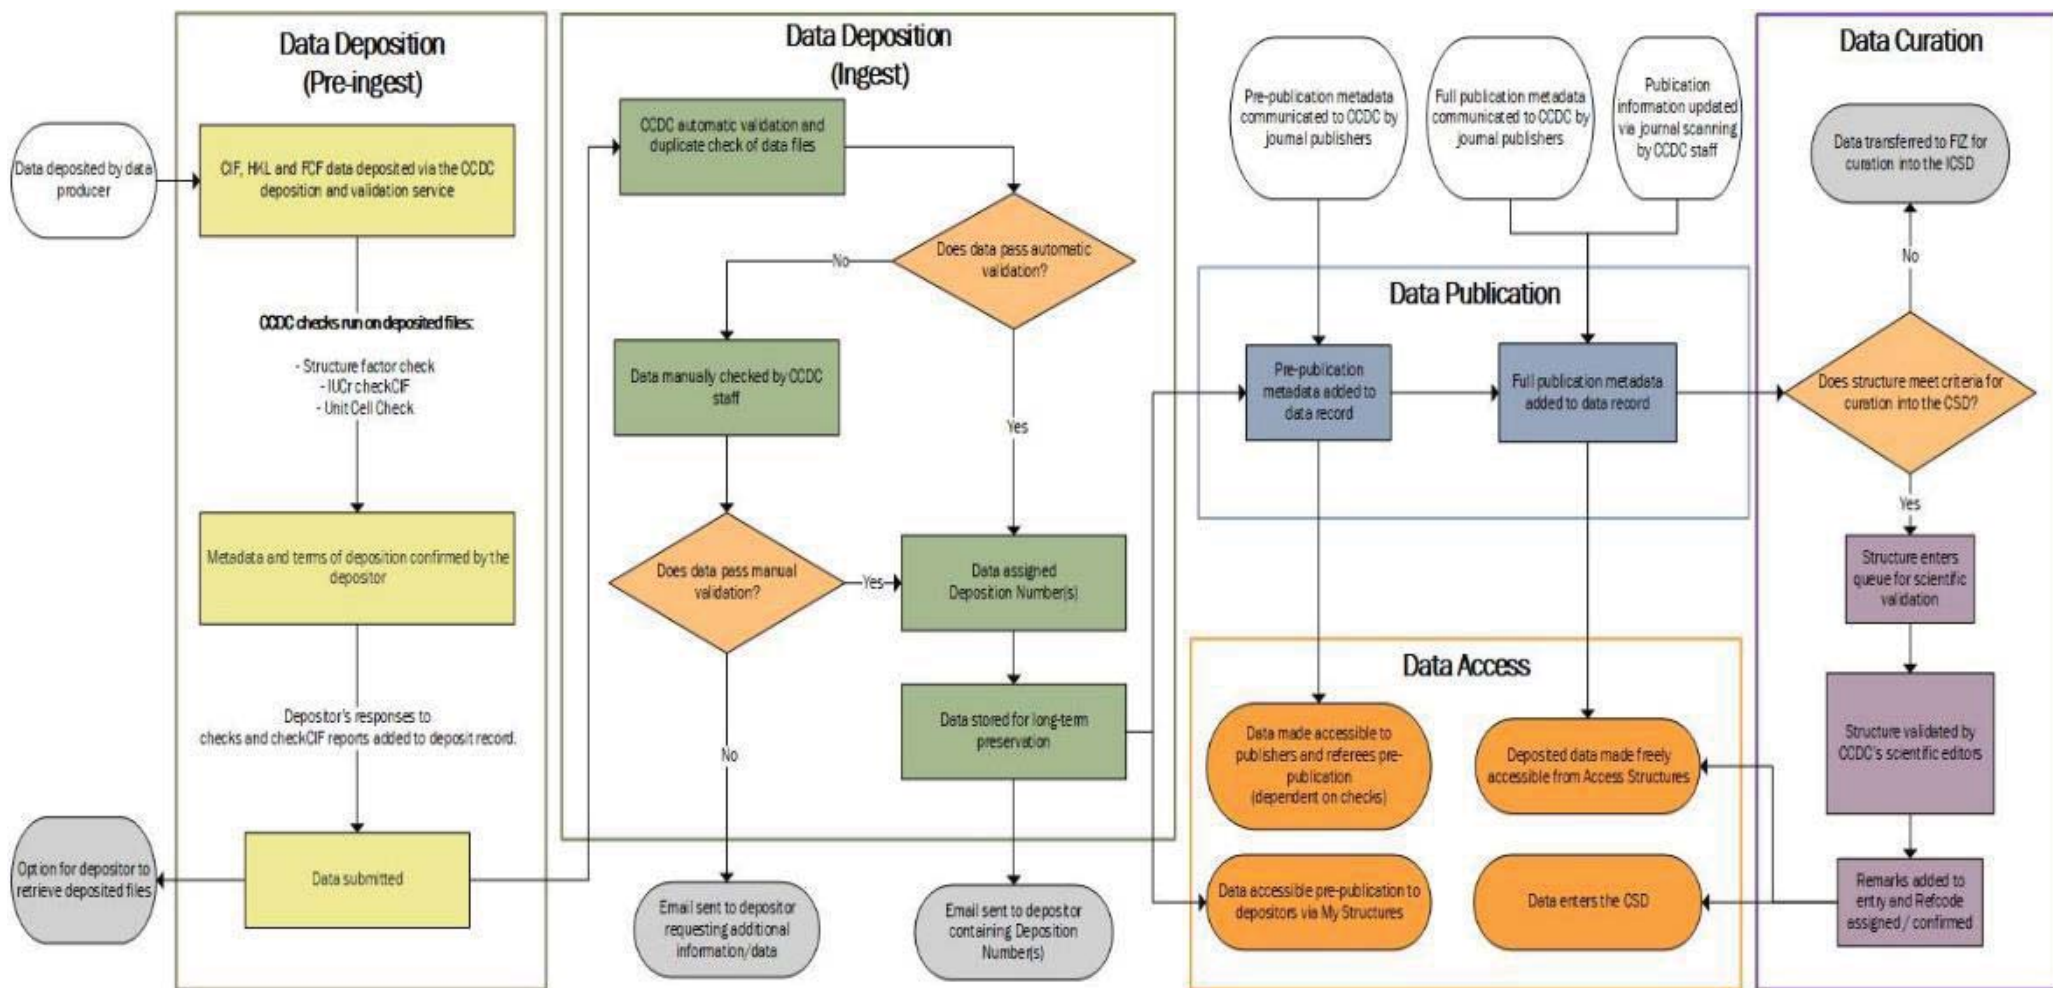 Data Deposition
(Pre-ingest)
Data deposited by data
producer
CIF, HKL and FCF data deposited via the CCDC
deposition and validation service
CCDC checks run on deposited files:
- Structure factor check
- IUCr checkCIF
- Unit Cell Check
Metadata and terms of deposition confirmed by the
depositor
Depositor's responses to
checks and checkCIF reports added to deposit record.
Data submitted
Option for depositor to
retrieve deposited files
Data Deposition
(Ingest)
CCDC automatic validation and
duplicate check of data files
Does data pass automatic
validation?
No
Yes
Data manually checked by CCDC
staff
Does data pass manual
validation?
Yes
No
Data assigned
Deposition Number(s)
Data stored for long-term
preservation
Email sent to depositor
requesting additional
information/data
Email sent to depositor
containing Deposition
Number(s)
Pre-publication metadata
communicated to CCDC by
journal publishers
Full publication metadata
communicated to CCDC by
journal publishers
Publication
information updated
via journal scanning
by CCDC staff
Data Publication
Pre-publication
metadata added to
data record
Full publication metadata
added to data record
Data Access
Data made accessible to
publishers and referees pre-
publication
(dependent on checks)
Deposited data made freely
accessible from Access Structures
Data accessible pre-publication to
depositors via My Structures
Data enters the CSD
Data Curation
Data transferred to FIZ for
curation into the ICSD
No
Does structure meet criteria for
curation into the CSD?
Yes
Structure enters
queue for scientific
validation
Structure validated by
CCDC's scientific editors
Remarks added to
entry and Refcode
assigned / confirmed